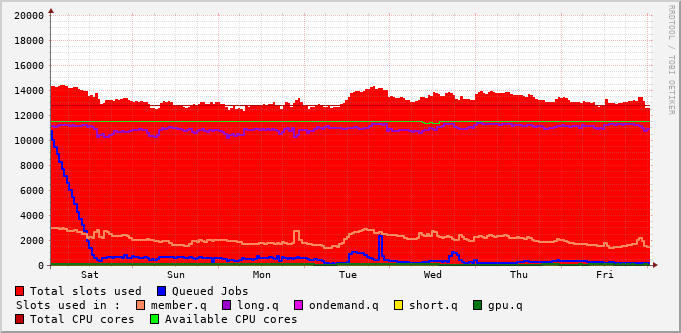 RRDTOOL / TOBI OETIKER
20000
18000
16000
14000
12000
10000
8000
6000
4000
2000
0
Sat Sun Mon Tue Wed Thu Fri
Total slots used Queued Jobs
Slots used in : member.q long.q ondemand.q short.q gpu.q
Total CPU cores Available CPU cores